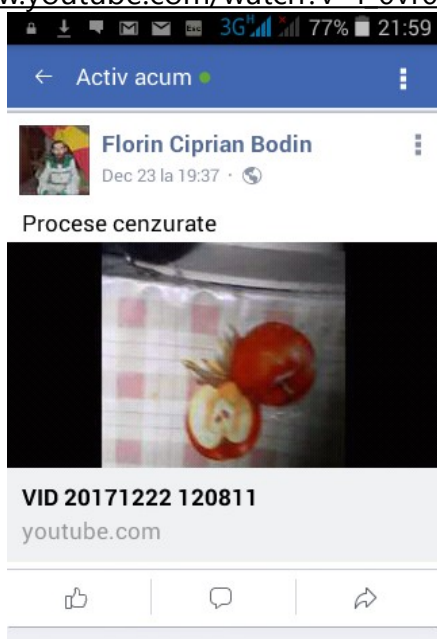 3G H 77% 21:59
Activ acum
Florin Ciprian Bodin
Dec 23 la 19:37
Procese cenzurate
VID 20171222 120811
youtube.com